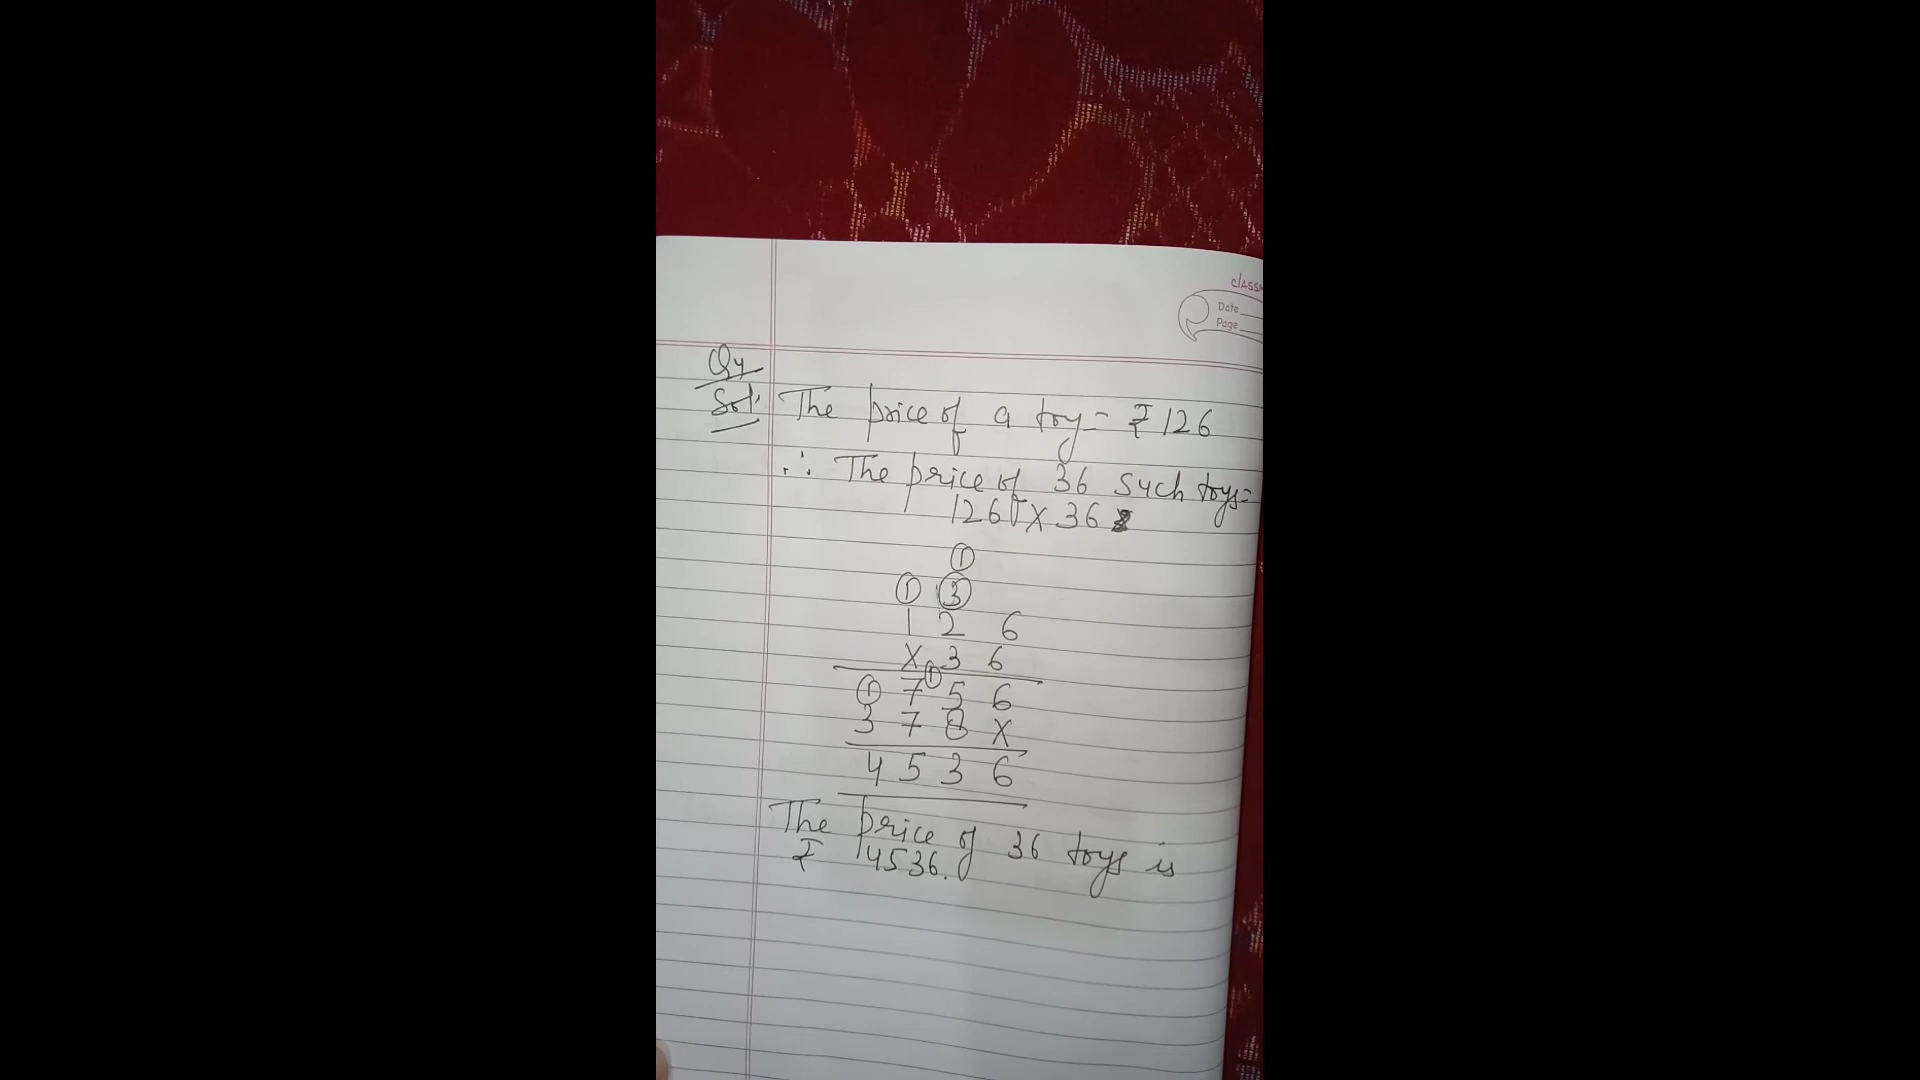 classm
Date
Page
Q4
Sol: The price of a toy = ₹ 126
∴ The price of 36 Such toys =
126 X 36
①
① ③
1 2 6
X 3 6
① 7 ① 5 6
3 7 8 X
4 5 3 6
The price of 36 toys is
₹ 4536.